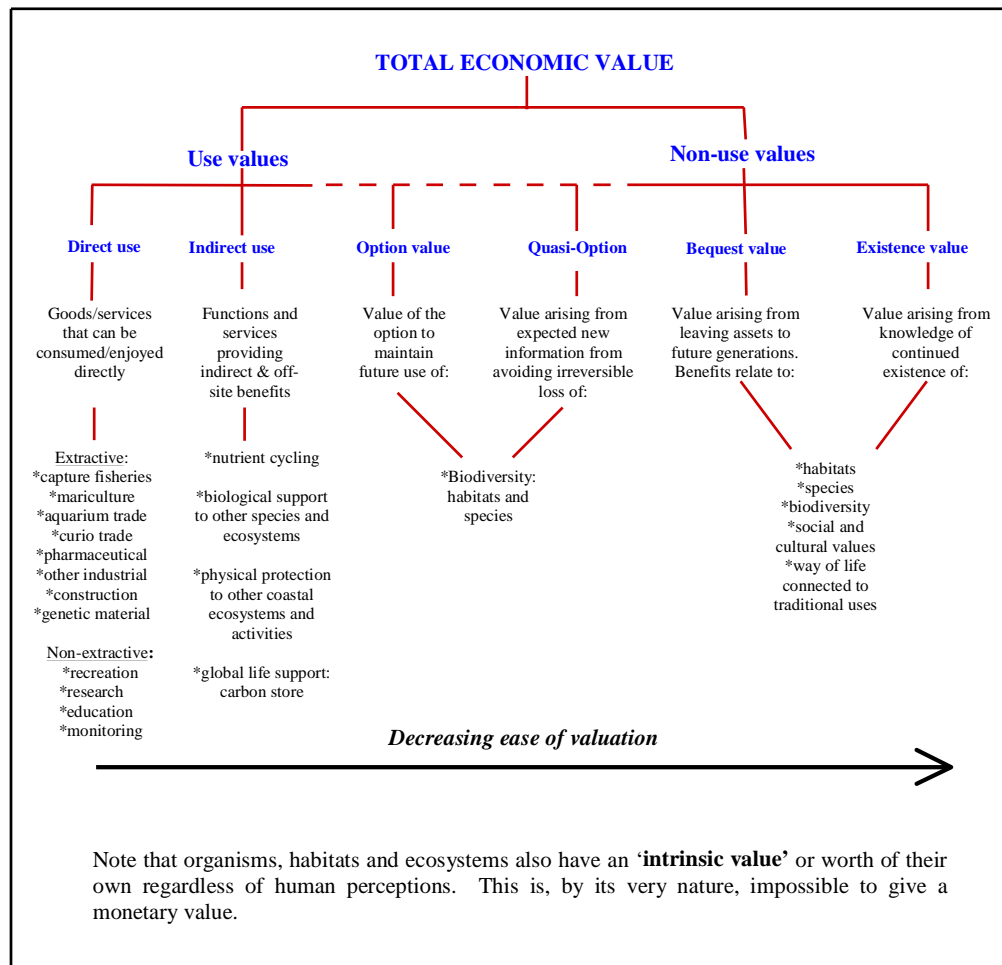 TOTAL ECONOMIC VALUE
Use values
Non-use values
Direct use
Indirect use
Option value
Quasi-Option
Bequest value
Existence value
Goods/services
that can be
consumed/enjoyed
directly
Functions and
services
providing
indirect & off-
site benefits
Value of the
option to
maintain
future use of:
Value arising from
expected new
information from
avoiding irreversible
loss of:
Value arising from
leaving assets to
future generations.
Benefits relate to:
Value arising from
knowledge of
continued
existence of:
Extractive:
*capture fisheries
*mariculture
*aquarium trade
*curio trade
*pharmaceutical
*other industrial
*construction
*genetic material
Non-extractive:
*recreation
*research
*education
*monitoring
*nutrient cycling
*biological support
to other species and
ecosystems
*physical protection
to other coastal
ecosystems and
activities
*global life support:
carbon store
*Biodiversity:
habitats and
species
*habitats
*species
*biodiversity
*social and
cultural values
*way of life
connected to
traditional uses
Decreasing ease of valuation
Note that organisms, habitats and ecosystems also have an ‘intrinsic value’ or worth of their
own regardless of human perceptions. This is, by its very nature, impossible to give a
monetary value.